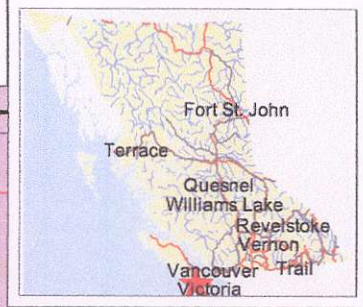 Fort St. John
Terrace
Quesnel
Williams Lake
Revelstoke
Vernon
Vancouver
Trail
Victoria